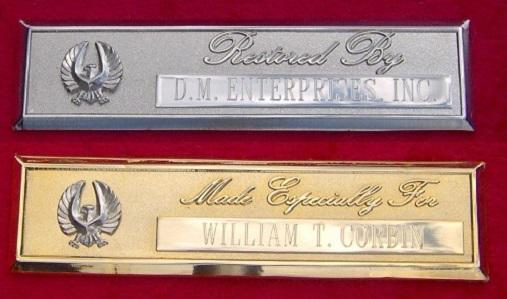 Restored By
D.M. ENTERPRISES, INC.
Made Especially For
WILLIAM T. CORBIN